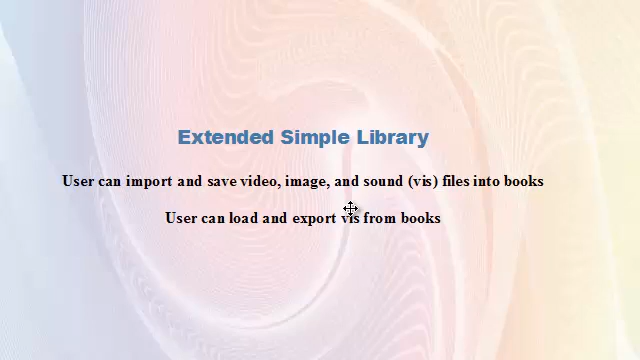 Extended Simple Library
User can import and save video, image, and sound (vis) files into books
User can load and export vis from books